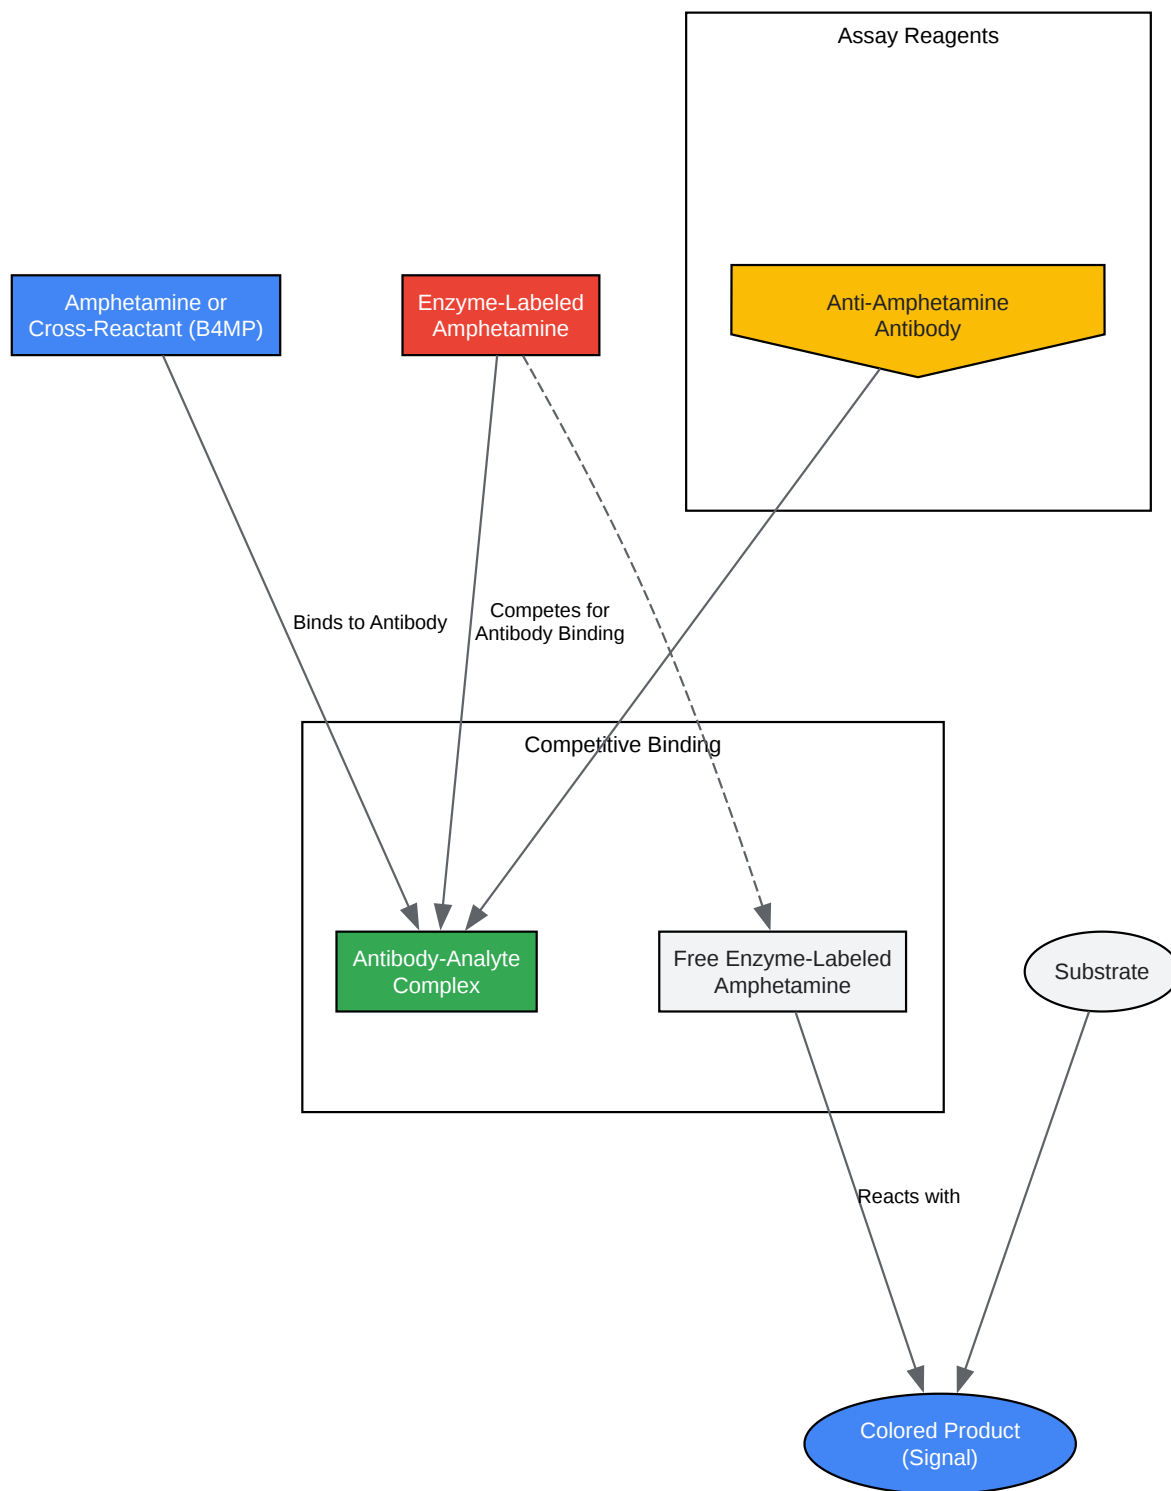 Assay Reagents
Amphetamine or
Cross-Reactant (B4MP)
Enzyme-Labeled
Amphetamine
Anti-Amphetamine
Antibody
Binds to Antibody
Competes for
Antibody Binding
Competitive Binding
Antibody-Analyte
Complex
Free Enzyme-Labeled
Amphetamine
Substrate
Reacts with
Colored Product
(Signal)